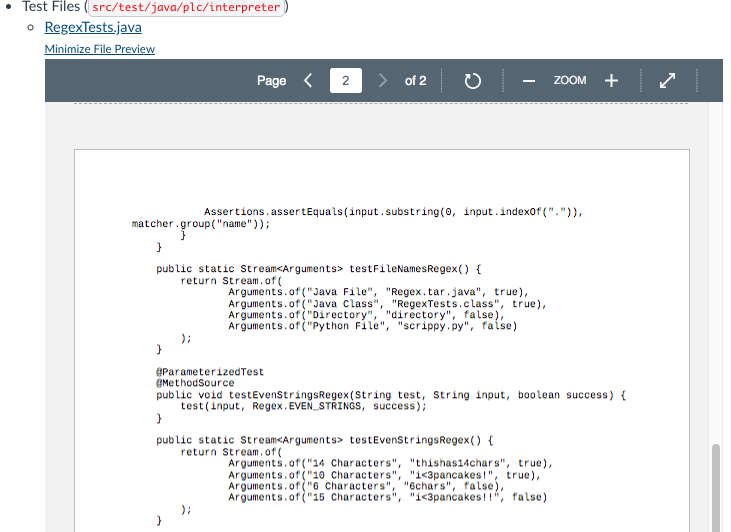 Test Files (src/test/java/plc/interpreter)
RegexTests.java
Minimize File Preview
Page 2 of 2 ZOOM
Assertions.assertEquals(input.substring(0, input.indexOf(".")),
matcher.group("name"));
}
}
public static Stream<Arguments> testFileNamesRegex() {
return Stream.of(
Arguments.of("Java File", "Regex.tar.java", true),
Arguments.of("Java Class", "RegexTests.class", true),
Arguments.of("Directory", "directory", false),
Arguments.of("Python File", "scrippy.py", false)
);
}
@ParameterizedTest
@MethodSource
public void testEvenStringsRegex(String test, String input, boolean success) {
test(input, Regex.EVEN_STRINGS, success);
}
public static Stream<Arguments> testEvenStringsRegex() {
return Stream.of(
Arguments.of("14 Characters", "thishas14chars", true),
Arguments.of("10 Characters", "i<3pancakes!", true),
Arguments.of("6 Characters", "6chars", false),
Arguments.of("15 Characters", "i<3pancakes!!", false)
);
}